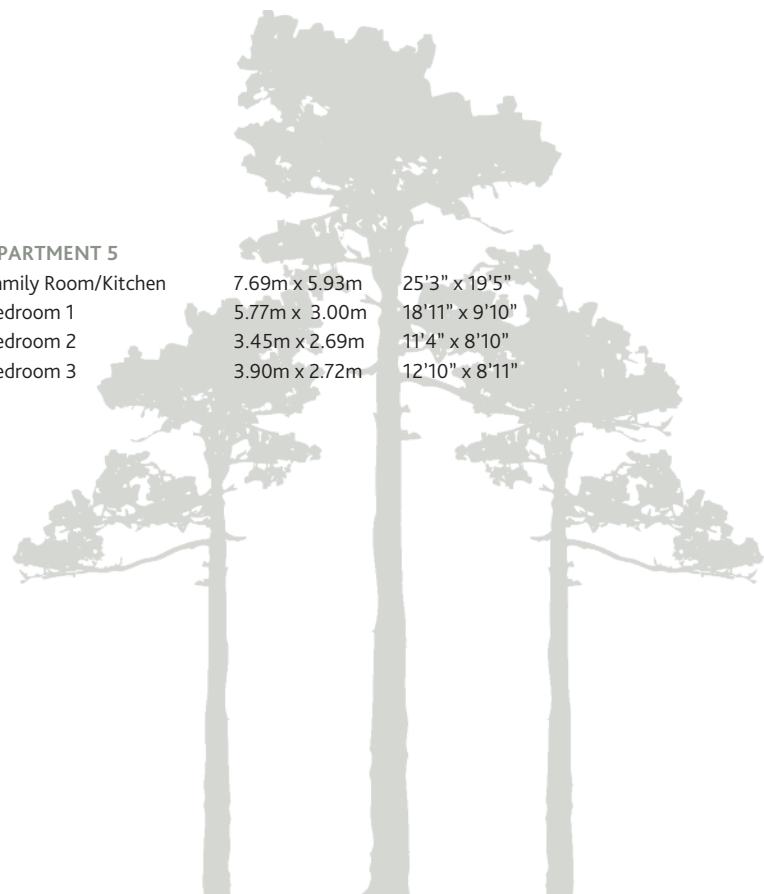 PARTMENT 5
amily Room/Kitchen 7.69m x 5.93m 25’3” x 19’5”
edroom 1 5.77m x 3.00m 18’11” x 9’10”
edroom 2 3.45m x 2.69m 11’4” x 8’10”
edroom 3 3.90m x 2.72m 12’10” x 8’11”